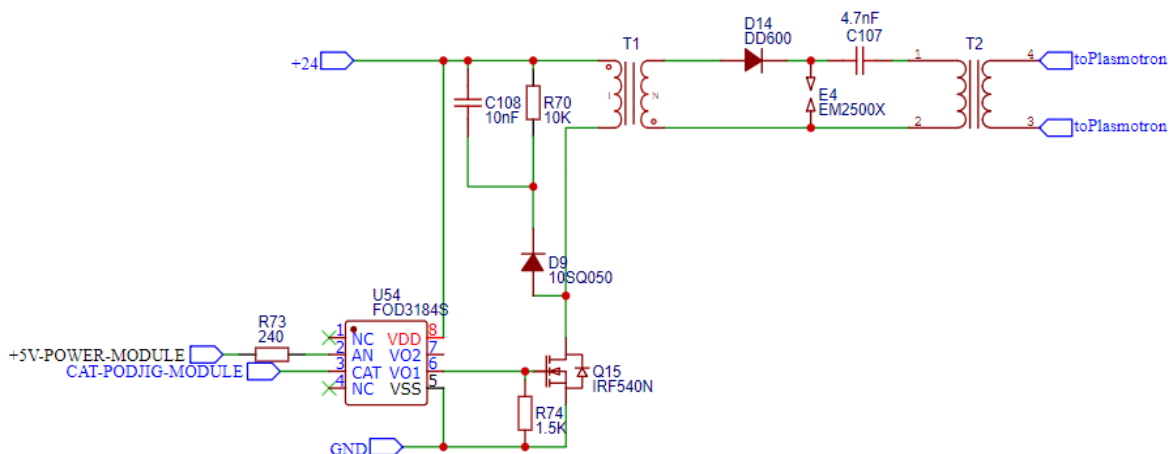 4.7nF
D14
DD600
C107
T1
1
T2
4
toPlasmotron
+24
C108
10nF
R70
10K
I
N
E4
EM2500X
2
3
toPlasmotron
D9
10SQ050
U54
FOD3184S
R73
240
1
NC
VDD
8
+5V-POWER-MODULE
2
AN
VO2
7
CAT-PODJIG-MODULE
3
CAT
VO1
6
4
NC
VSS
5
Q15
IRF540N
R74
1.5K
GND